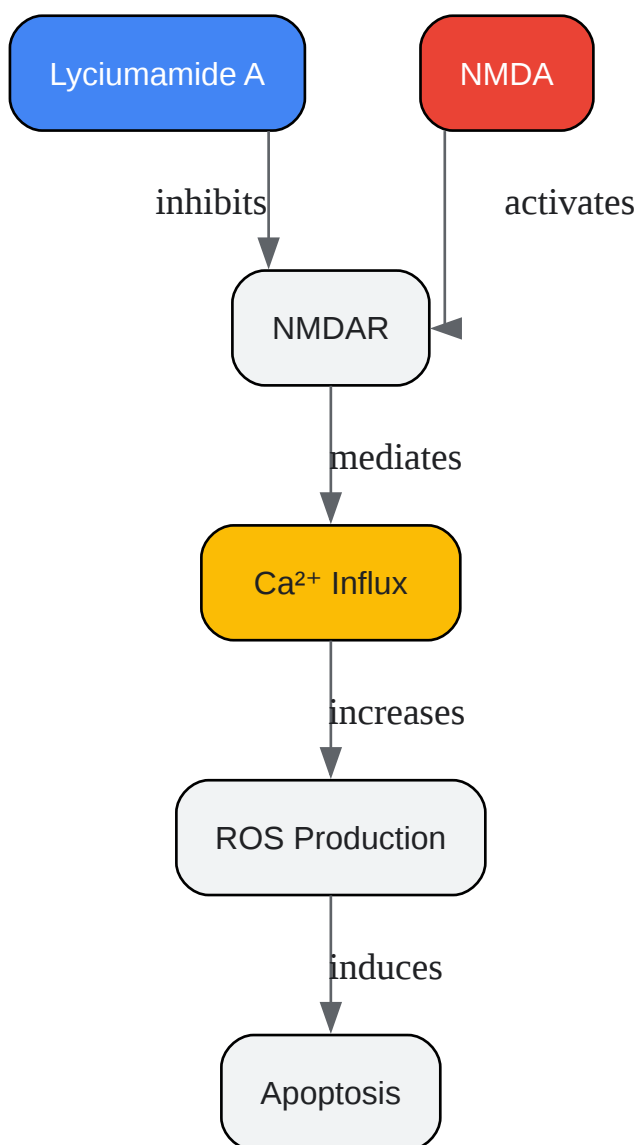 Lyciumamide A
NMDA
inhibits
activates
NMDAR
mediates
Ca²⁺ Influx
increases
ROS Production
induces
Apoptosis